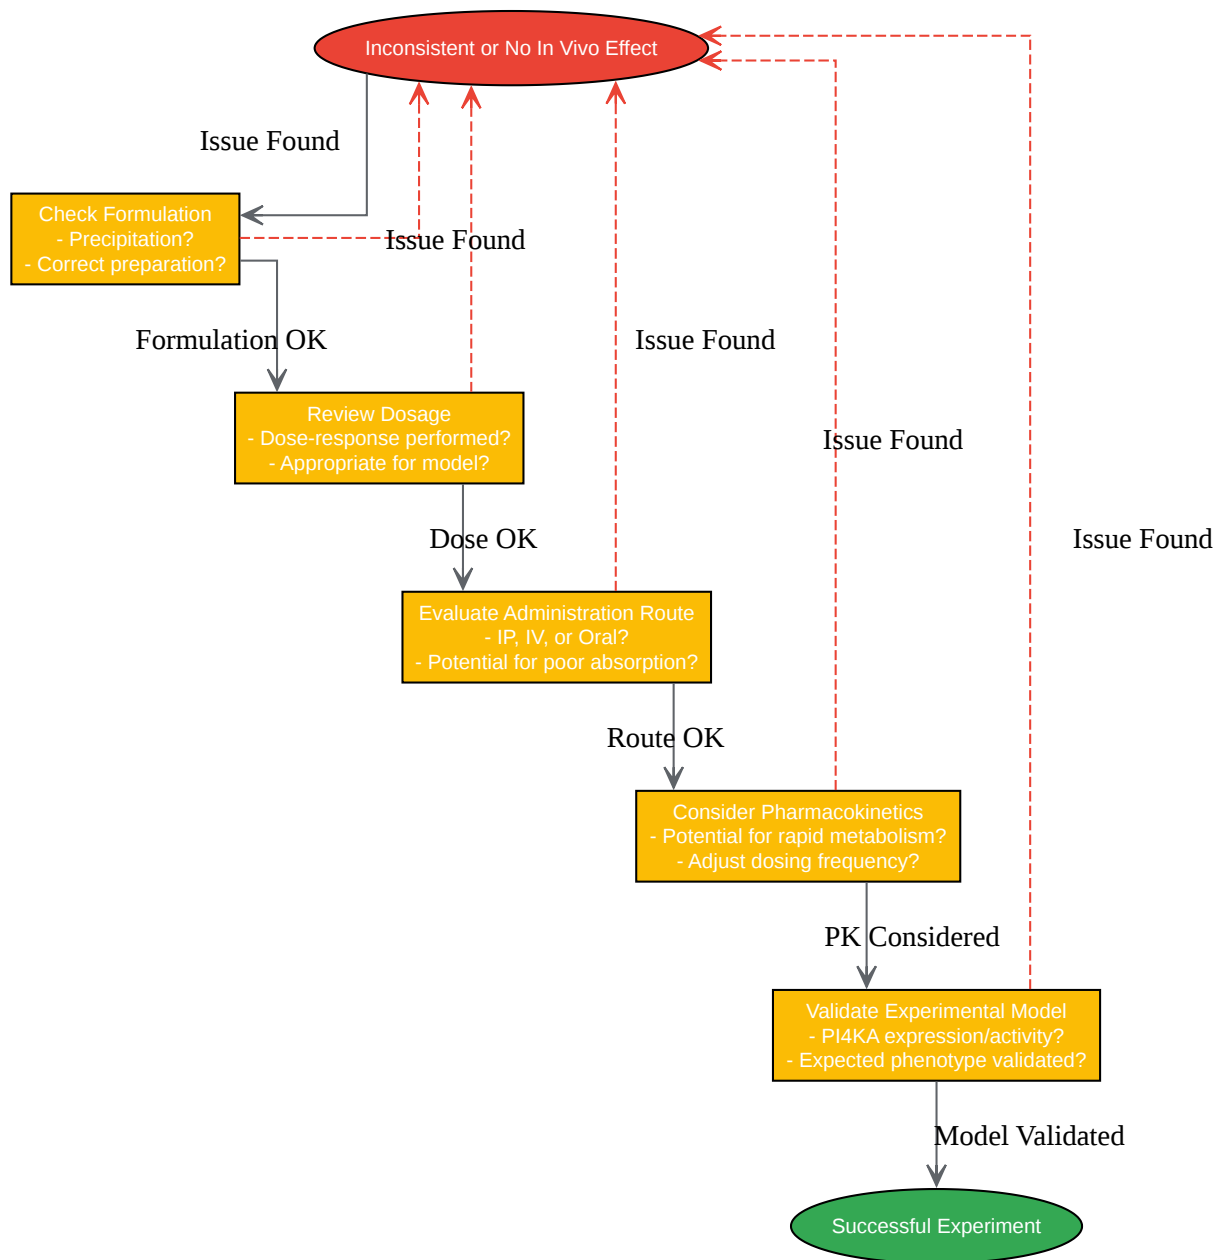 Inconsistent or No In Vivo Effect
Issue Found
Check Formulation
- Precipitation?
- Correct preparation?
Issue Found
Formulation OK
Issue Found
Review Dosage
- Dose-response performed?
- Appropriate for model?
Issue Found
Dose OK
Issue Found
Evaluate Administration Route
- IP, IV, or Oral?
- Potential for poor absorption?
Route OK
Consider Pharmacokinetics
- Potential for rapid metabolism?
- Adjust dosing frequency?
PK Considered
Validate Experimental Model
- PI4KA expression/activity?
- Expected phenotype validated?
Model Validated
Successful Experiment